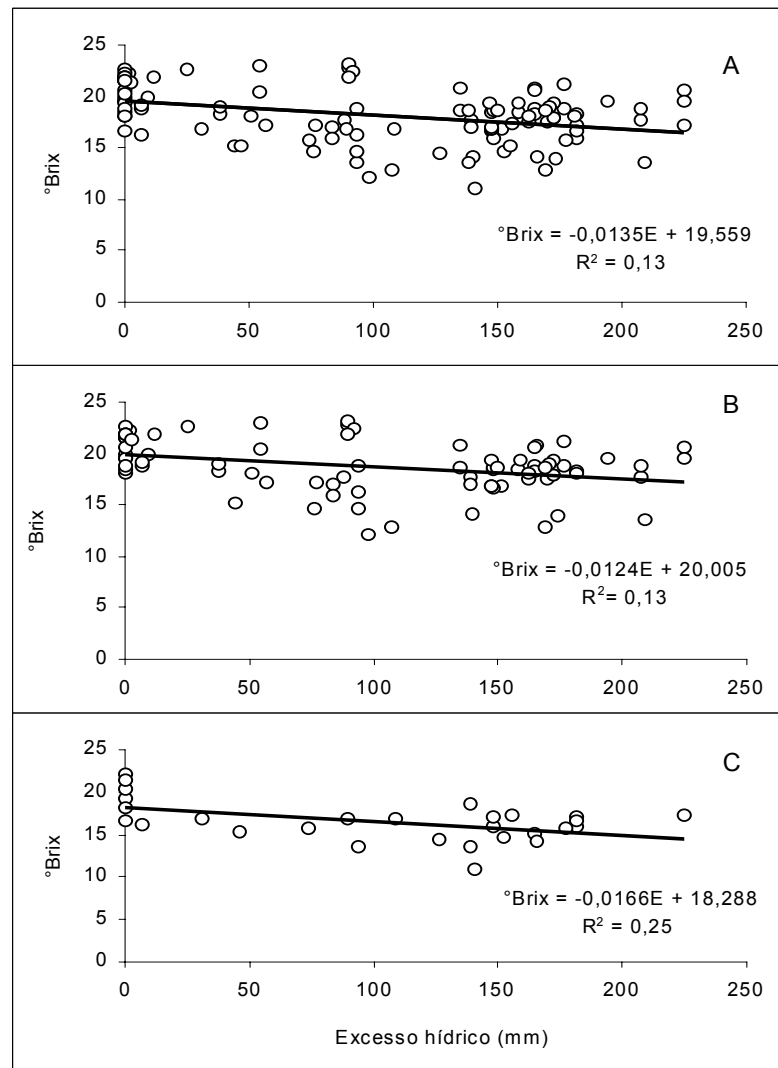 A
25
20
15
10
5
0
°Brix
°Brix = -0,0135E + 19,559
R² = 0,13
0 50 100 150 200 250
B
25
20
15
10
5
0
°Brix
°Brix = -0,0124E + 20,005
R²= 0,13
0 50 100 150 200 250
C
25
20
15
10
5
0
°Brix
°Brix = -0,0166E + 18,288
R² = 0,25
0 50 100 150 200 250
Excesso hídrico (mm)